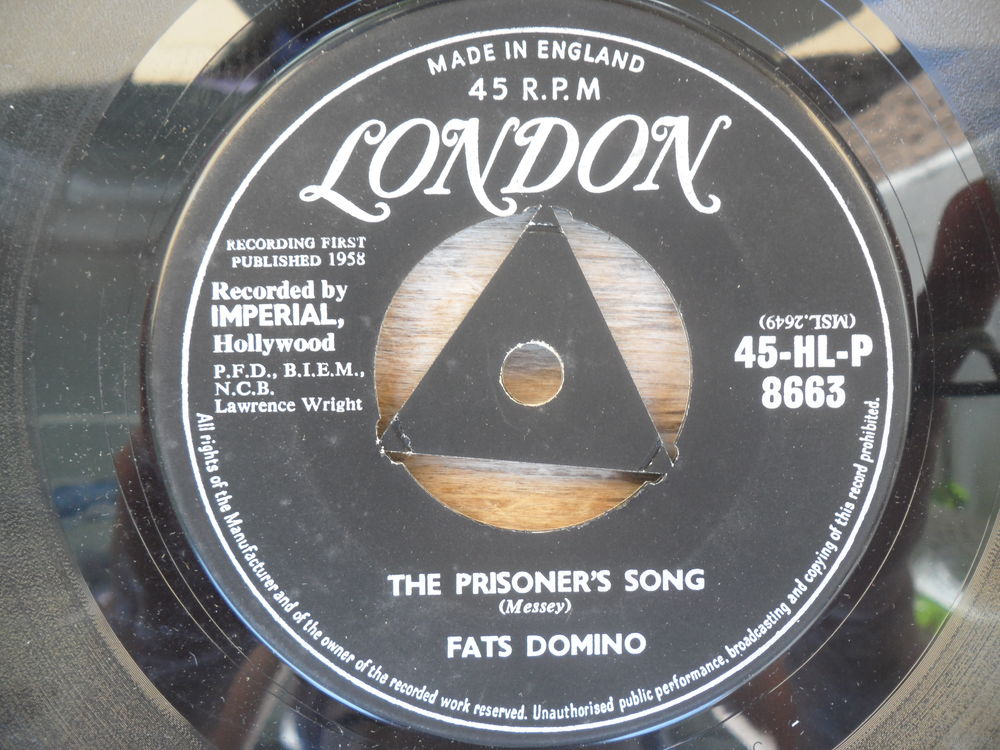 MADE IN ENGLAND
45 R.P.M
LONDON
RECORDING FIRST
PUBLISHED 1958
Recorded by
IMPERIAL,
Hollywood
P.F.D., B.I.E.M.,
N.C.B.
Lawrence Wright
(MSL.2649)
45-HL-P
8663
THE PRISONER'S SONG
(Messey)
FATS DOMINO
All rights of the Manufacturer and of the owner of the recorded work reserved. Unauthorised public performance, broadcasting and copying of this record prohibited.